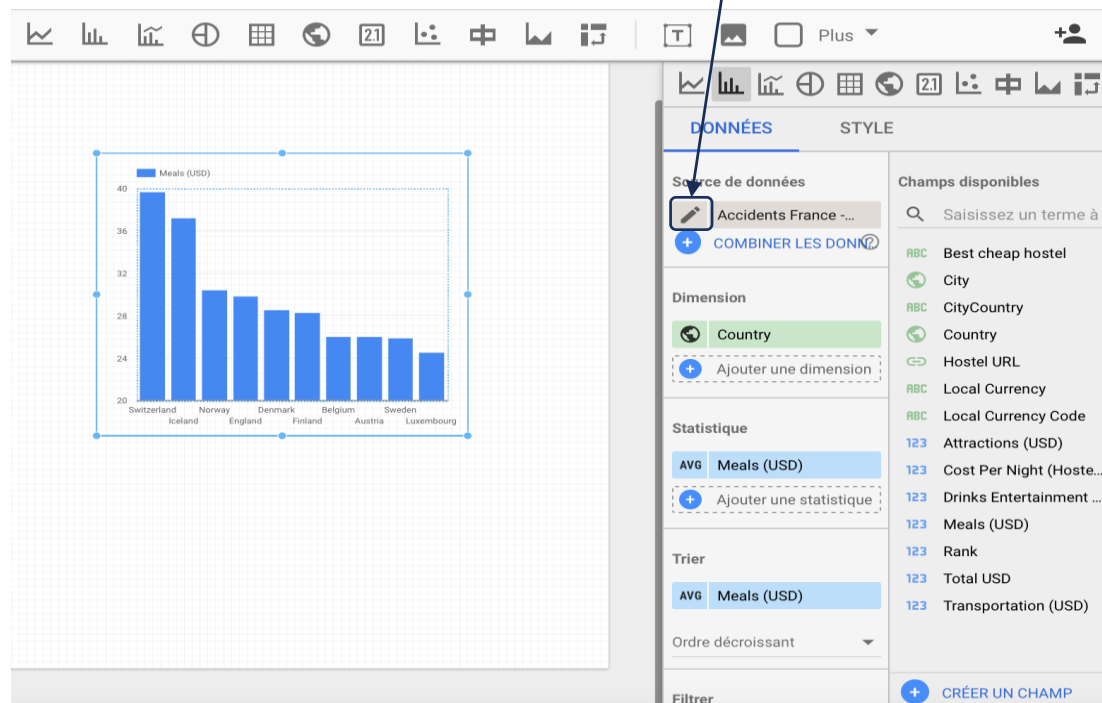 2.1
T
Plus
2.1
DONNÉES
STYLE
Source de données
Accidents France -...
COMBINER LES DONN...
Dimension
Country
Ajouter une dimension
Statistique
AVG Meals (USD)
Ajouter une statistique
Trier
AVG Meals (USD)
Ordre décroissant
Filtrer
Champs disponibles
Saisissez un terme à
ABC Best cheap hostel
City
ABC CityCountry
Country
Hostel URL
ABC Local Currency
ABC Local Currency Code
123 Attractions (USD)
123 Cost Per Night (Hoste...
123 Drinks Entertainment ...
123 Meals (USD)
123 Rank
123 Total USD
123 Transportation (USD)
CRÉER UN CHAMP
Meals (USD)
40
36
32
28
24
20
Switzerland Norway Denmark Belgium Sweden
Iceland England Finland Austria Luxembourg